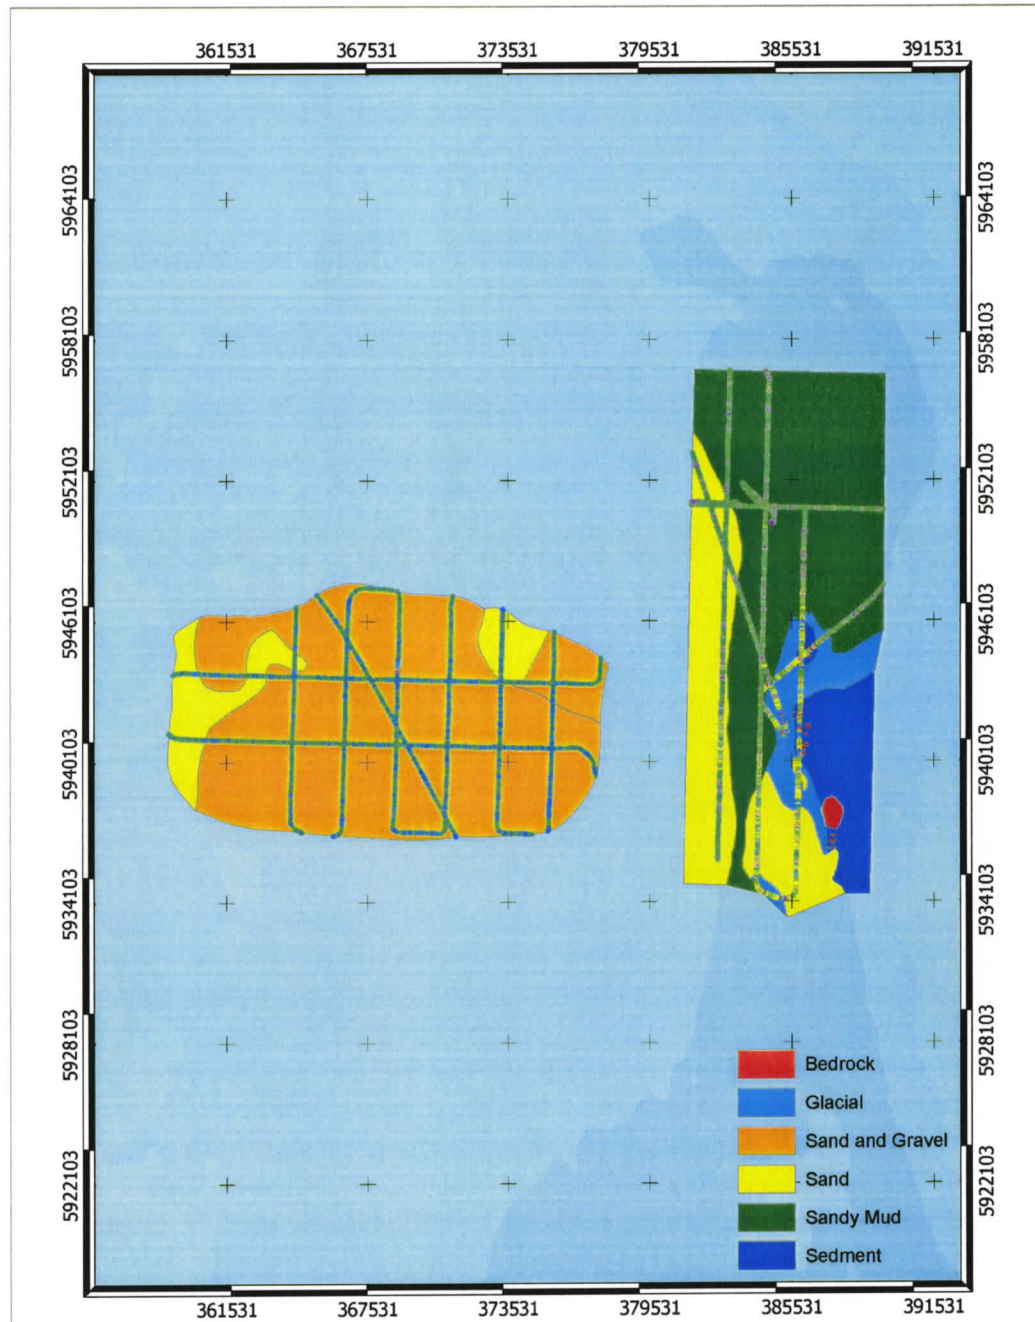 361531 367531 373531 379531 385531 391531
5964103 5964103
5958103 5958103
5952103 5952103
5946103 5946103
5940103 5940103
5934103 5934103
5928103 5928103
5922103 5922103
Bedrock
Glacial
Sand and Gravel
Sand
Sandy Mud
Sediment
361531 367531 373531 379531 385531 391531